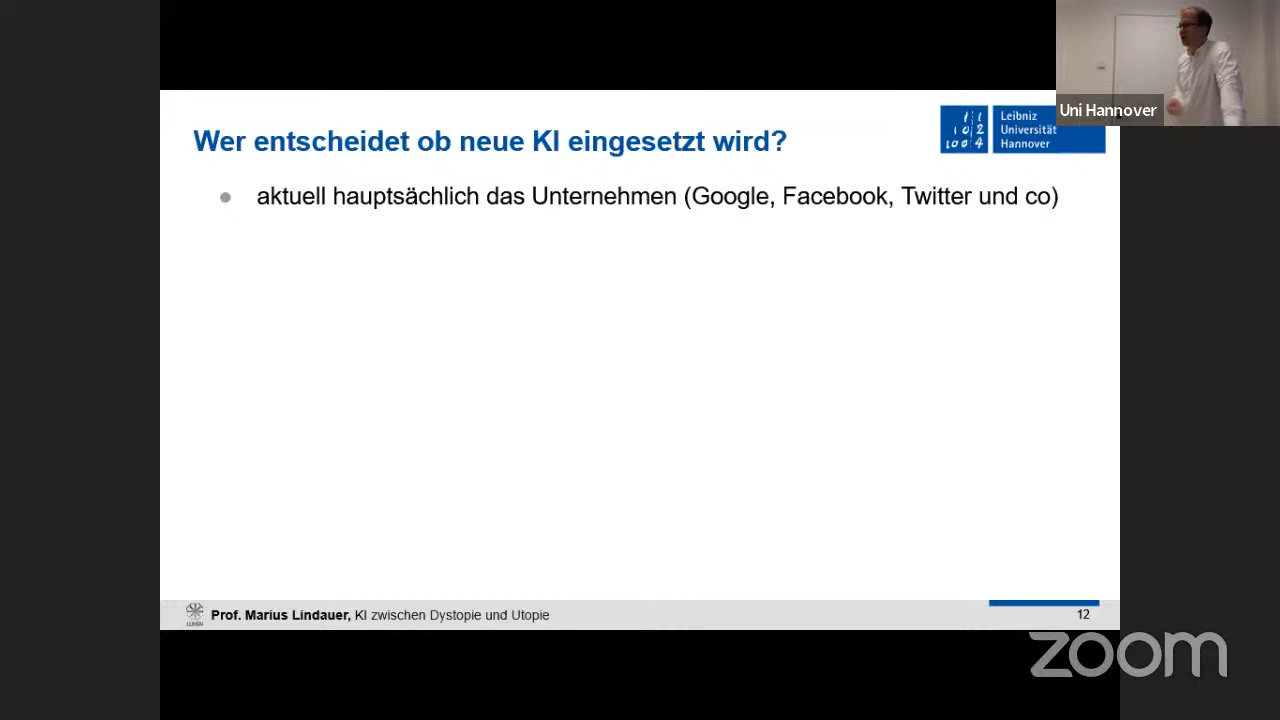 Uni Hannover
Wer entscheidet ob neue KI eingesetzt wird?
Leibniz
Universität
Hannover
aktuell hauptsächlich das Unternehmen (Google, Facebook, Twitter und co)
Prof. Marius Lindauer, KI zwischen Dystopie und Utopie
12
zoom